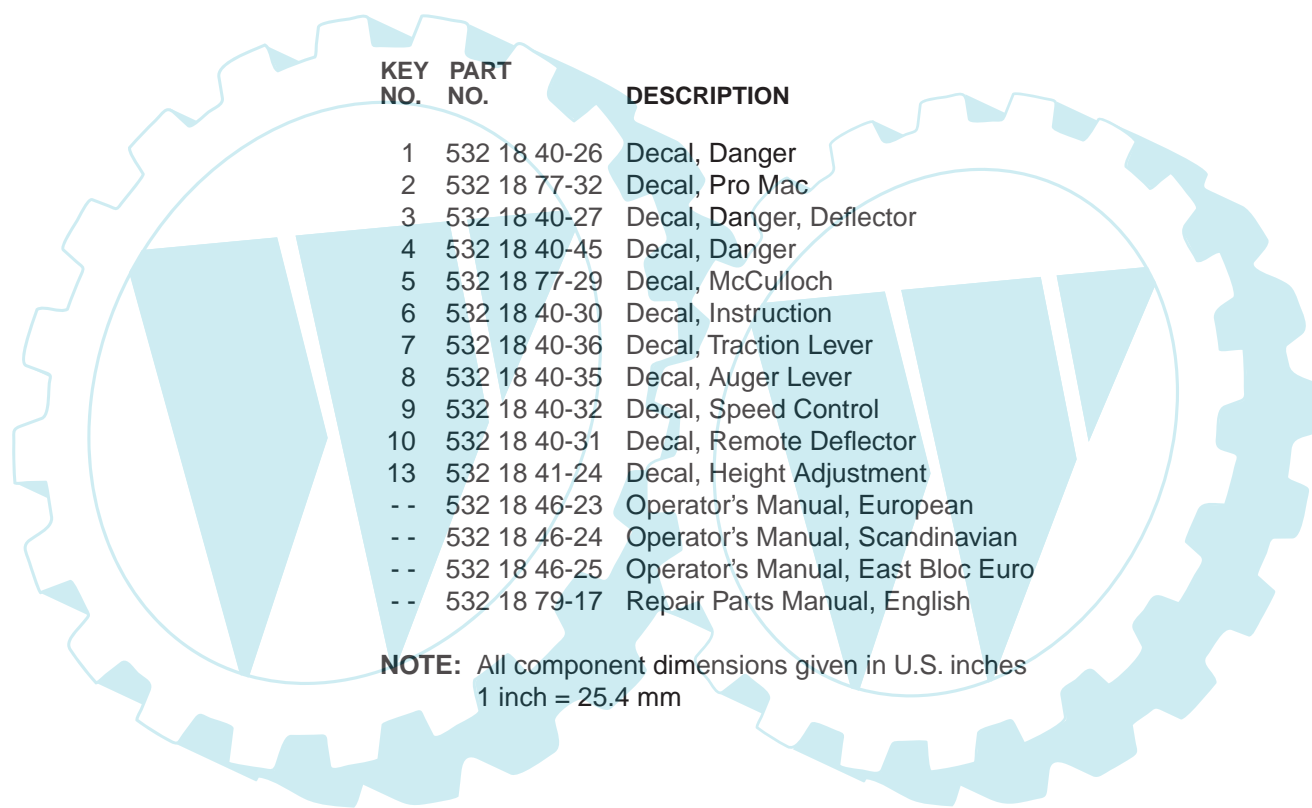 KEY PART
NO. NO. DESCRIPTION
1 532 18 40-26 Decal, Danger
2 532 18 77-32 Decal, Pro Mac
3 532 18 40-27 Decal, Danger, Deflector
4 532 18 40-45 Decal, Danger
5 532 18 77-29 Decal, McCulloch
6 532 18 40-30 Decal, Instruction
7 532 18 40-36 Decal, Traction Lever
8 532 18 40-35 Decal, Auger Lever
9 532 18 40-32 Decal, Speed Control
10 532 18 40-31 Decal, Remote Deflector
13 532 18 41-24 Decal, Height Adjustment
- - 532 18 46-23 Operator’s Manual, European
- - 532 18 46-24 Operator’s Manual, Scandinavian
- - 532 18 46-25 Operator’s Manual, East Bloc Euro
- - 532 18 79-17 Repair Parts Manual, English
NOTE: All component dimensions given in U.S. inches
1 inch = 25.4 mm